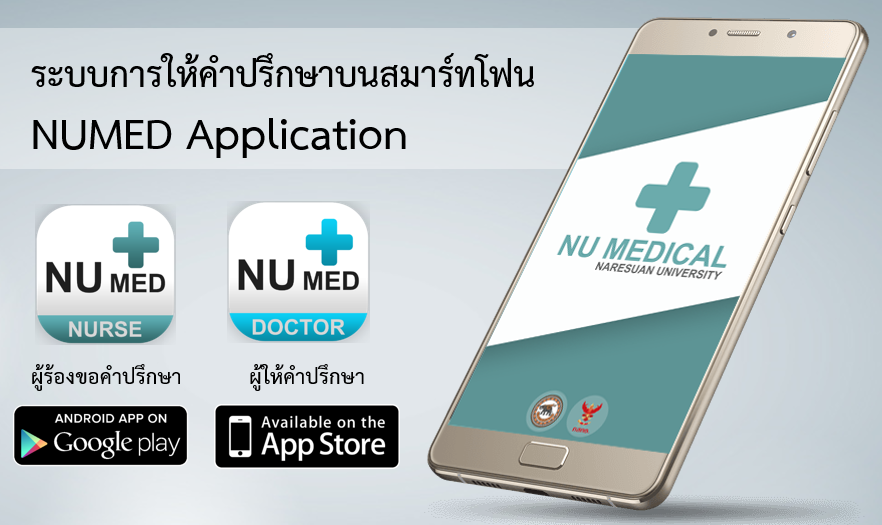 ระบบการให้คำปรึกษาบนสมาร์ทโฟน
NUMED Application
NU MED
NURSE
NU MED
DOCTOR
ผู้ร้องขอคำปรึกษา
ผู้ให้คำปรึกษา
ANDROID APP ON
Google play
Available on the
App Store
NU MEDICAL
NARESUAN UNIVERSITY